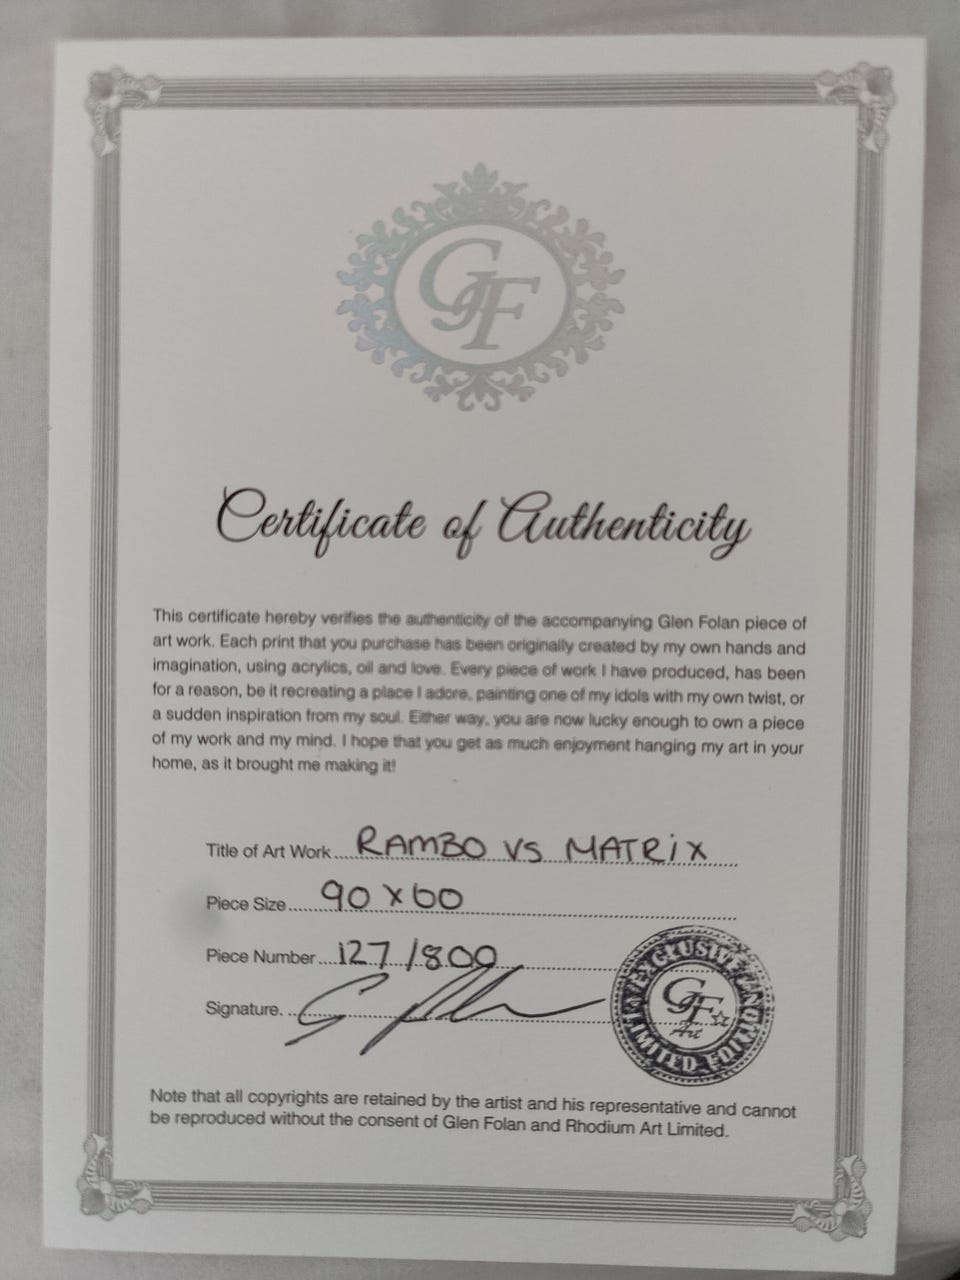 GF
Certificate of Authenticity
This certificate hereby verifies the authenticity of the accompanying Glen Folan piece of
art work. Each print that you purchase has been originally created by my own hands and
imagination, using acrylics, oil and love. Every piece of work I have produced, has been
for a reason, be it recreating a place I adore, painting one of my idols with my own twist, or
a sudden inspiration from my soul. Either way, you are now lucky enough to own a piece
of my work and my mind. I hope that you get as much enjoyment hanging my art in your
home, as it brought me making it!
Title of Art Work....RAMBO VS MATRIX
Piece Size......90 X 60
Piece Number....127/800
Signature. ..
EXCLUSIVE
GF
Art
LIMITED EDITION
Note that all copyrights are retained by the artist and his representative and cannot
be reproduced without the consent of Glen Folan and Rhodium Art Limited.